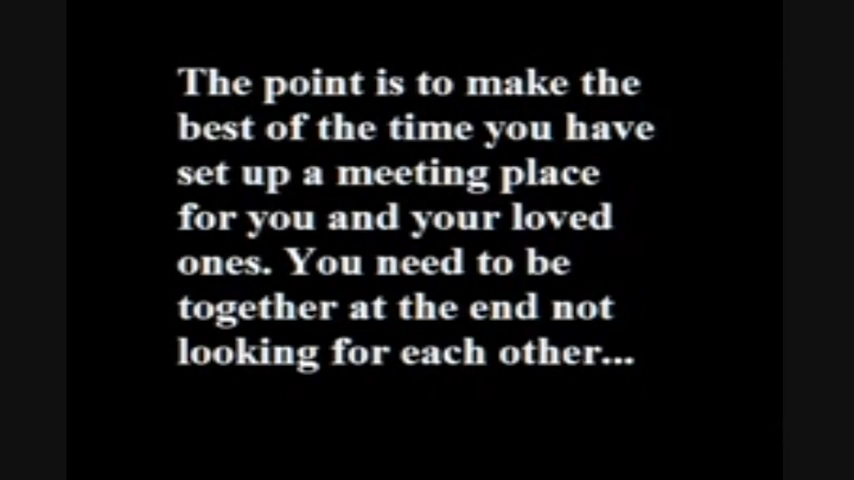 The point is to make the
best of the time you have
set up a meeting place
for you and your loved
ones. You need to be
together at the end not
looking for each other...